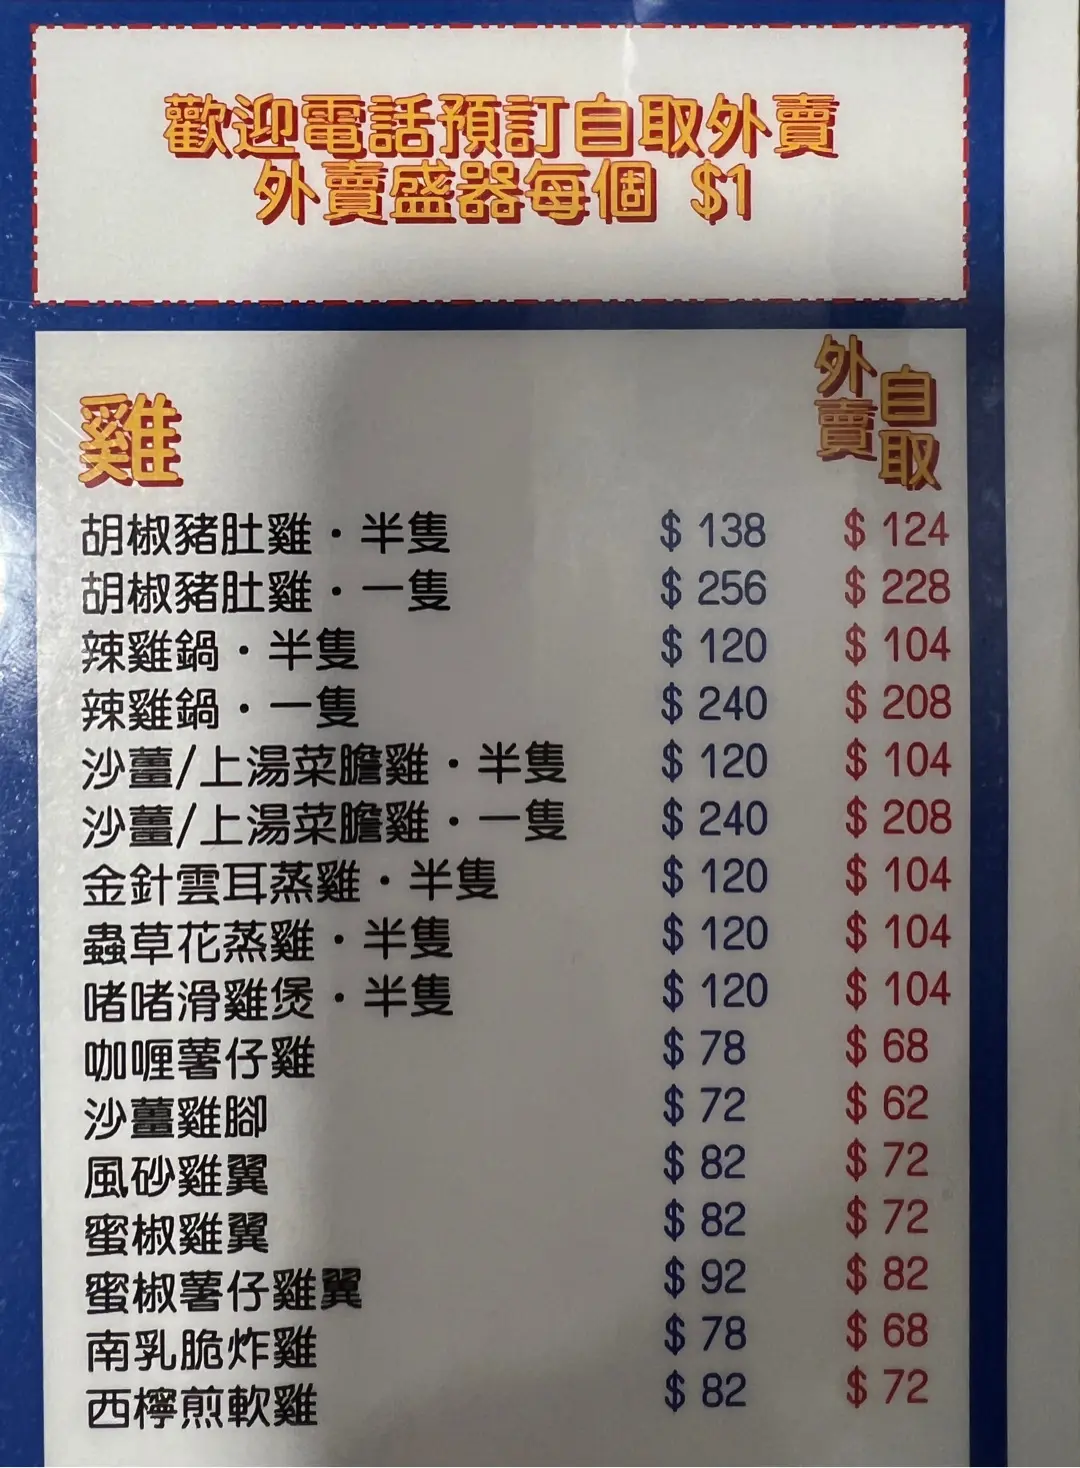 歡迎電話預訂自取外賣
外賣盛器每個 $1
雞
外賣 自取
胡椒豬肚雞·半隻 $ 138 $ 124
胡椒豬肚雞·一隻 $ 256 $ 228
辣雞鍋·半隻 $ 120 $ 104
辣雞鍋·一隻 $ 240 $ 208
沙薑/上湯菜膽雞·半隻 $ 120 $ 104
沙薑/上湯菜膽雞·一隻 $ 240 $ 208
金針雲耳蒸雞·半隻 $ 120 $ 104
蟲草花蒸雞·半隻 $ 120 $ 104
啫啫滑雞煲·半隻 $ 120 $ 104
咖喱薯仔雞 $ 78 $ 68
沙薑雞腳 $ 72 $ 62
風砂雞翼 $ 82 $ 72
蜜椒雞翼 $ 82 $ 72
蜜椒薯仔雞翼 $ 92 $ 82
南乳脆炸雞 $ 78 $ 68
西檸煎軟雞 $ 82 $ 72